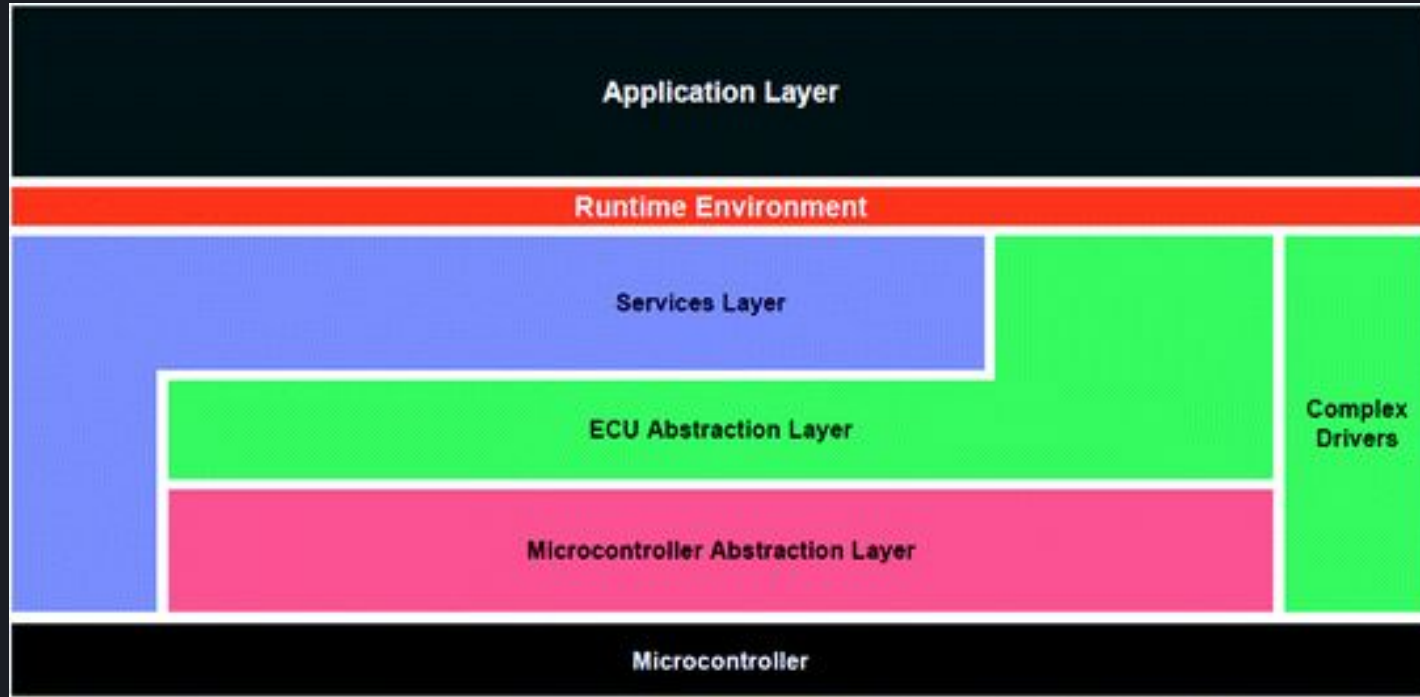 Application Layer
Runtime Environment
Services Layer
ECU Abstraction Layer
Complex
Drivers
Microcontroller Abstraction Layer
Microcontroller